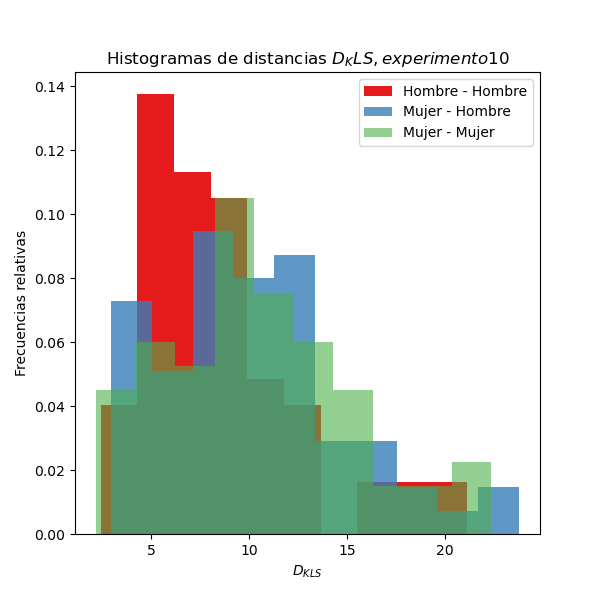 Histogramas de distancias $D_KLS, experimento10$
Hombre - Hombre
Mujer - Hombre
Mujer - Mujer
Frecuencias relativas
0.14
0.12
0.10
0.08
0.06
0.04
0.02
0.00
5 10 15 20
$D_{KLS}$